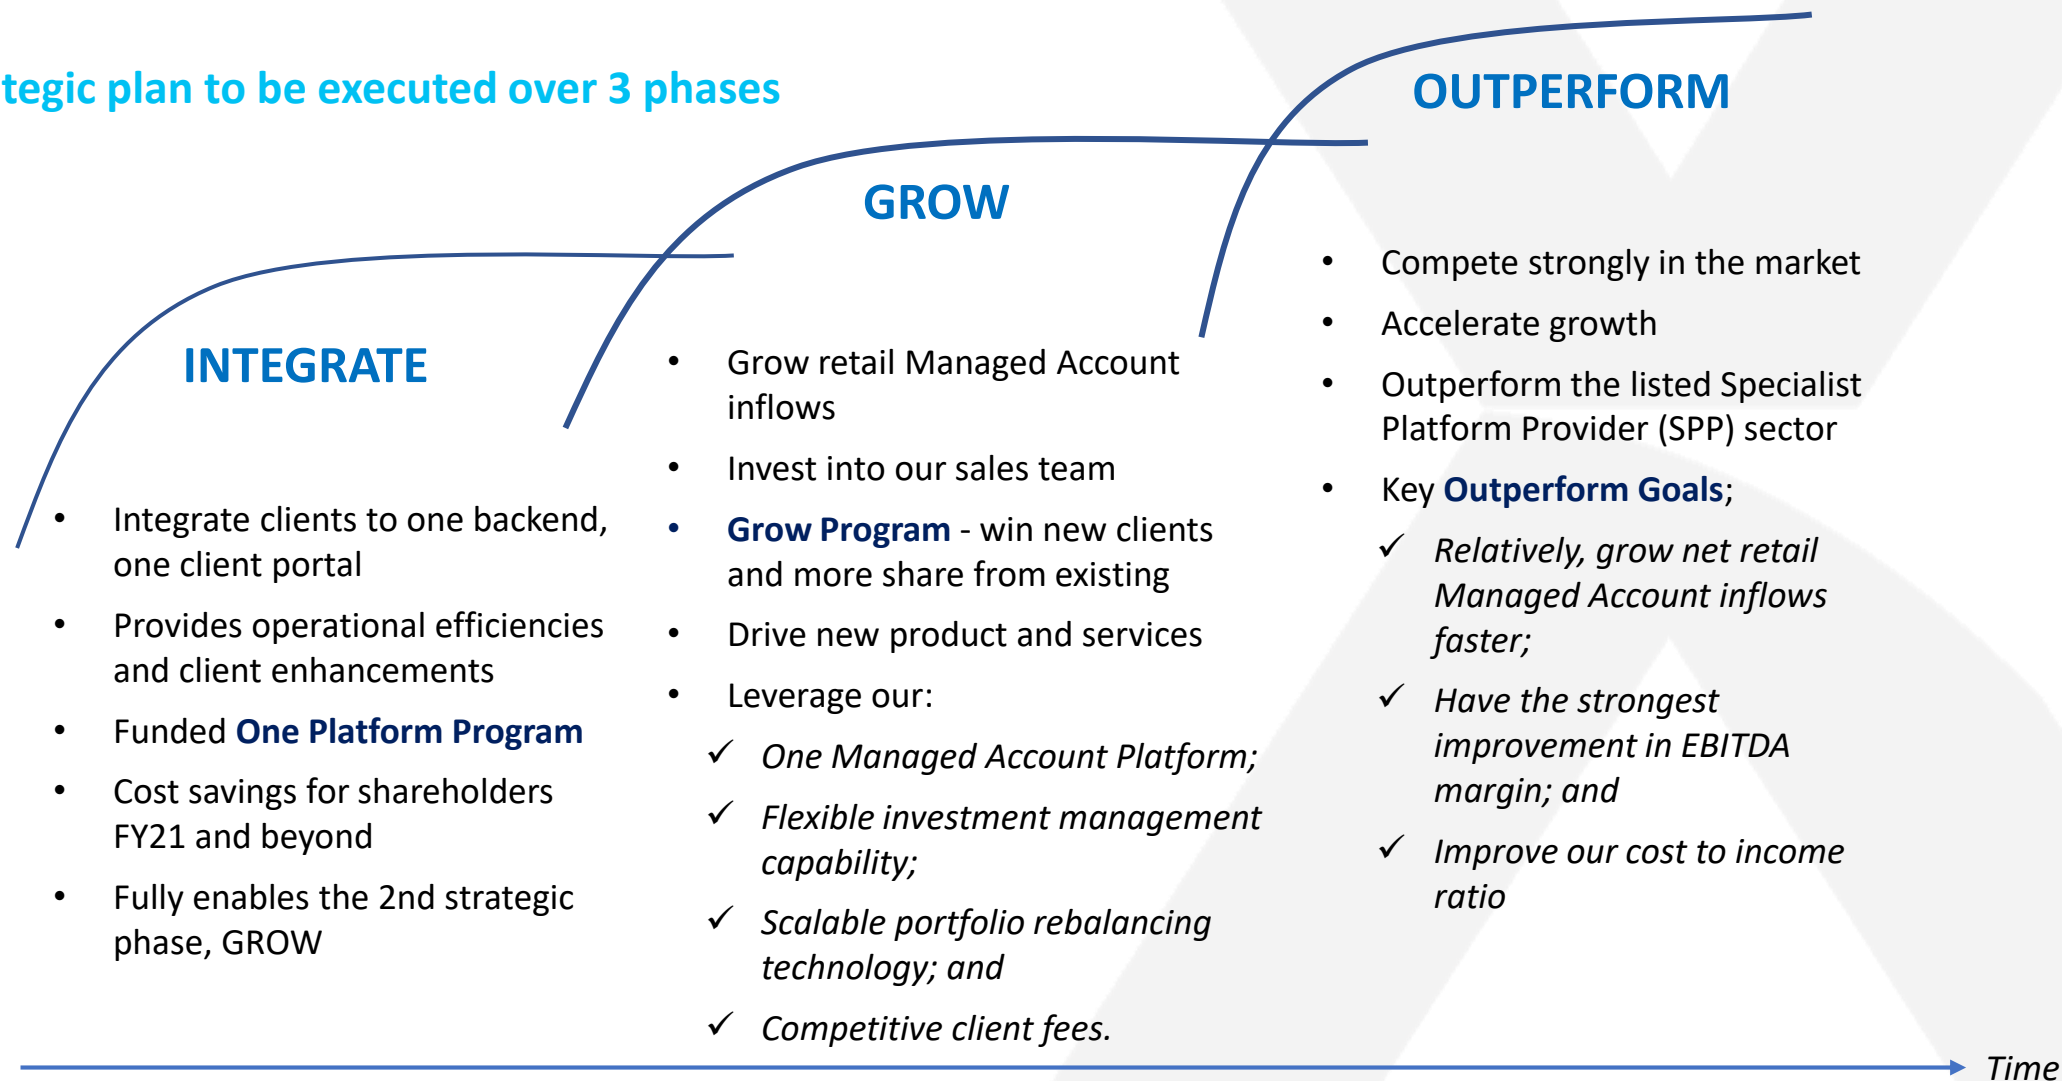 tegic plan to be executed over 3 phases
INTEGRATE
• Integrate clients to one backend,
one client portal
• Provides operational efficiencies
and client enhancements
• Funded One Platform Program
• Cost savings for shareholders
FY21 and beyond
• Fully enables the 2nd strategic
phase, GROW
GROW
• Grow retail Managed Account
inflows
• Invest into our sales team
• Grow Program - win new clients
and more share from existing
• Drive new product and services
• Leverage our:
✓ One Managed Account Platform;
✓ Flexible investment management
capability;
✓ Scalable portfolio rebalancing
technology; and
✓ Competitive client fees.
OUTPERFORM
• Compete strongly in the market
• Accelerate growth
• Outperform the listed Specialist
Platform Provider (SPP) sector
• Key Outperform Goals;
✓ Relatively, grow net retail
Managed Account inflows
faster;
✓ Have the strongest
improvement in EBITDA
margin; and
✓ Improve our cost to income
ratio
Time